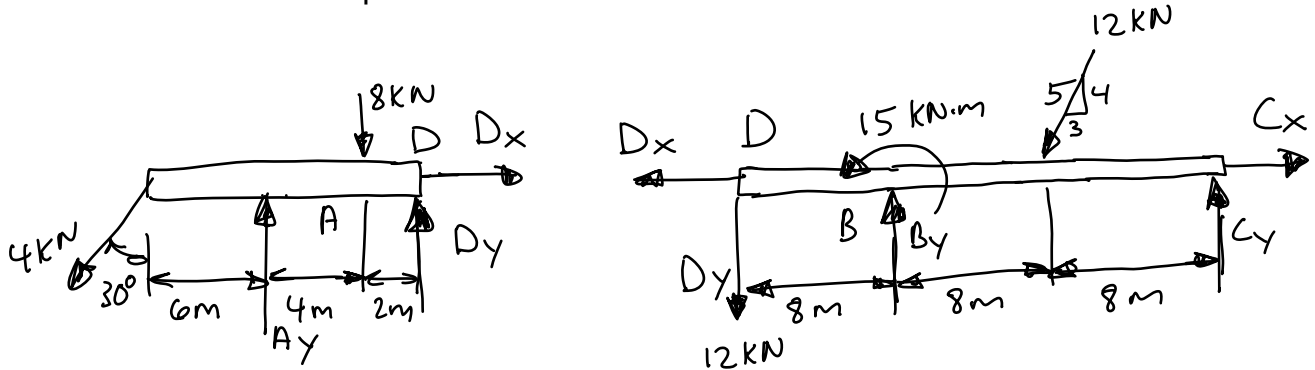 8KN
D Dx
4KN
30°
A
Dy
6m 4m 2m
Ay
12KN
5 4
3
15 KN·m
Dx D
Cx
B By
Cy
Dy
8m 8m 8m
12KN